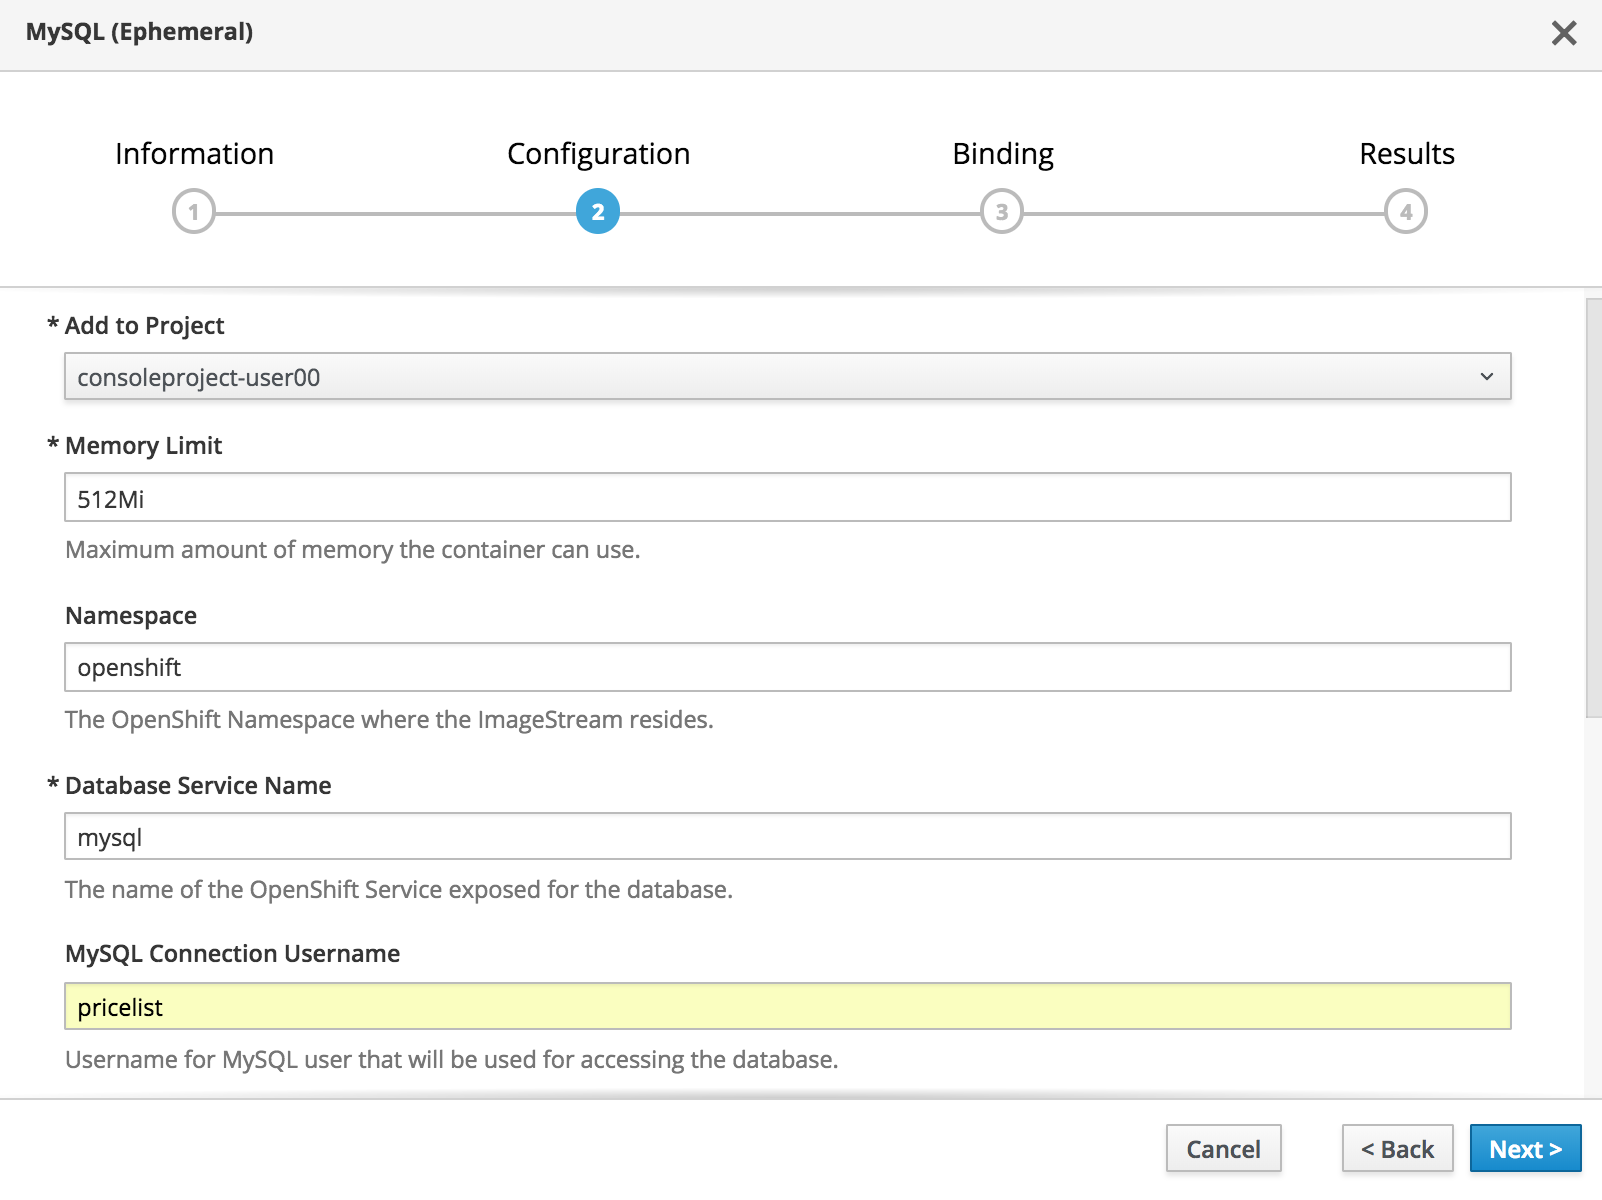 MySQL (Ephemeral)
Information Configuration Binding Results
1 2 3 4
* Add to Project
consoleproject-user00
* Memory Limit
512Mi
Maximum amount of memory the container can use.
Namespace
openshift
The OpenShift Namespace where the ImageStream resides.
* Database Service Name
mysql
The name of the OpenShift Service exposed for the database.
MySQL Connection Username
pricelist
Username for MySQL user that will be used for accessing the database.
Cancel < Back Next >